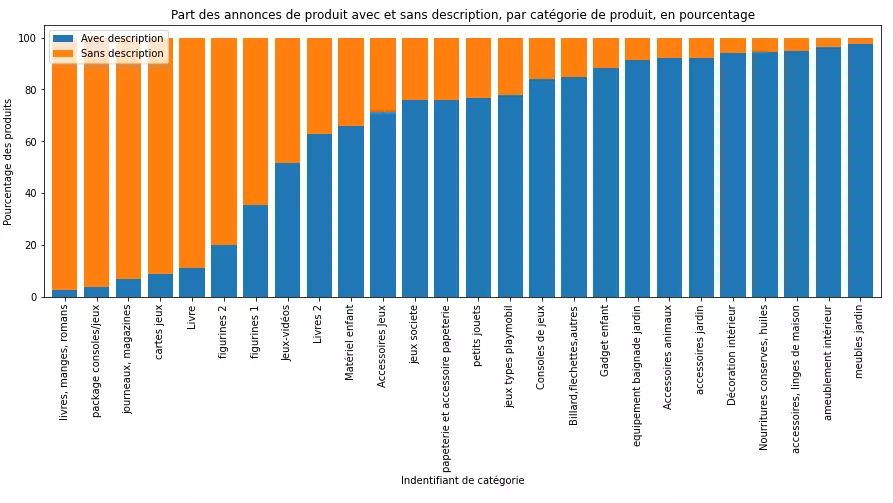 Part des annonces de produit avec et sans description, par catégorie de produit, en pourcentage
Avec description
Sans description
Pourcentage des produits
100
80
60
40
20
0
livres, manges, romans
package consoles/jeux
journeaux, magazines
cartes jeux
Livre
figurines 2
figurines 1
Jeux-vidéos
Livres 2
Matériel enfant
Accessoires Jeux
jeux societe
papeterie et accessoire papeterie
petits jouets
jeux types playmobil
Consoles de jeux
Billard,flechettes,autres
Gadget enfant
equipement baignade jardin
Accessoires animaux
accessoires jardin
Décoration intérieur
Nourritures conserves, huiles
accessoires, linges de maison
ameublement intérieur
meubles jardin
Indentifiant de catégorie